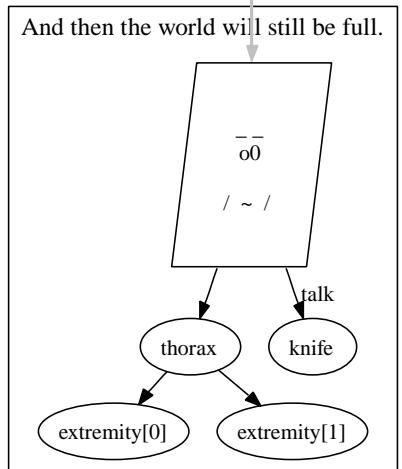 And then the world will still be full.
_ _
o0
/ ~ /
talk
thorax
knife
extremity[0]
extremity[1]